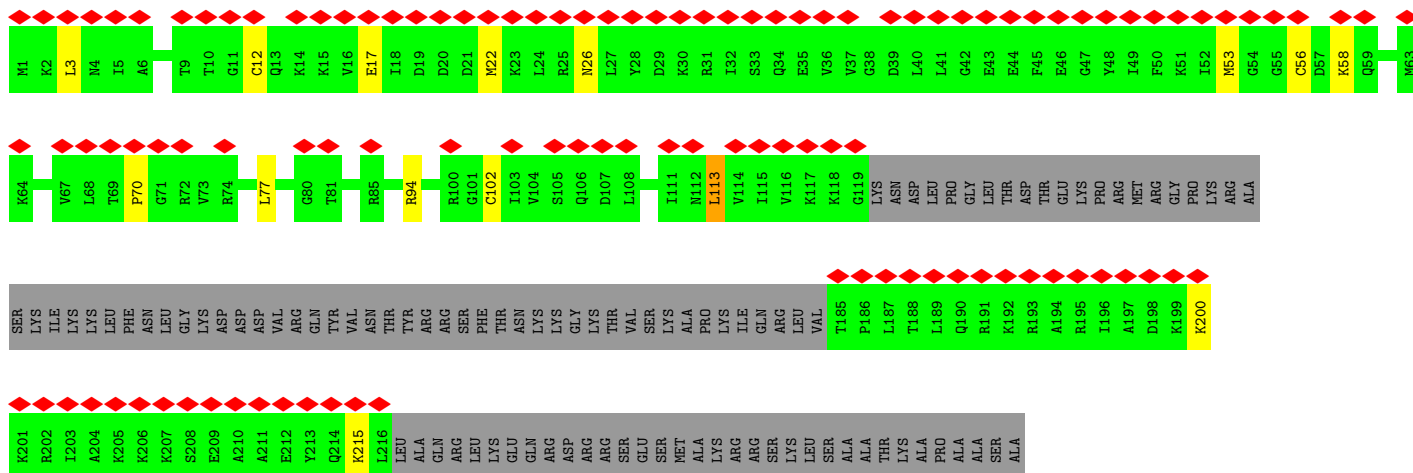 M1 K2 L3 N4 I5 A6 T9 T10 G11 C12 Q13 K14 K15 V16 E17 I18 D19 D20 D21 M22 K23 L24 R25 N26 L27 Y28 D29 K30 R31 I32 S33 Q34 E35 V36 V37 G38 D39 L40 L41 G42 E43 E44 F45 E46 G47 Y48 I49 F50 K51 I52 M53 G54 G55 C56 D57 K58 Q59 M63
K64 V67 L68 T69 P70 G71 R72 V73 R74 L77 G80 T81 R85 R94 R100 G101 C102 I103 V104 S105 Q106 D107 L108 I111 N112 L113 V114 I115 V116 K117 K118 G119 LYS ASN ASP LEU PRO GLY LEU THR ASP THR GLU LYS PRO ARG MET ARG GLY PRO LYS ARG ALA
SER LYS ILE LYS LYS LEU PHE ASN LEU GLY LYS ASP ASP ASP VAL ARG GLN TYR VAL ASN THR TYR ARG ARG SER PHE THR ASN LYS LYS GLY LYS THR VAL SER LYS ALA PRO LYS ILE GLN ARG LEU VAL T185 P186 L187 T188 L189 Q190 R191 K192 R193 A194 R195 I196 A197 D198 K199 K200
K201 R202 I203 A204 K205 K206 K207 S208 E209 A210 A211 E212 Y213 Q214 K215 L216 LEU ALA GLN ARG LEU LYS GLU GLN ARG ASP ARG ARG SER GLU SER MET ALA LYS ARG ARG SER LYS LEU SER ALA ALA THR LYS ALA PRO ALA ALA SER ALA